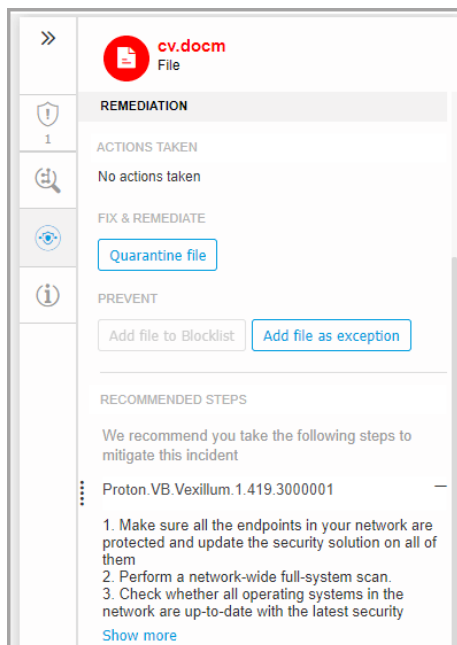 cv.docm
File
REMEDIATION
1
ACTIONS TAKEN
No actions taken
FIX & REMEDIATE
Quarantine file
PREVENT
Add file to Blocklist Add file as exception
RECOMMENDED STEPS
We recommend you take the following steps to
mitigate this incident
Proton.VB.Vexillum.1.419.3000001
1. Make sure all the endpoints in your network are
protected and update the security solution on all of
them
2. Perform a network-wide full-system scan.
3. Check whether all operating systems in the
network are up-to-date with the latest security
Show more